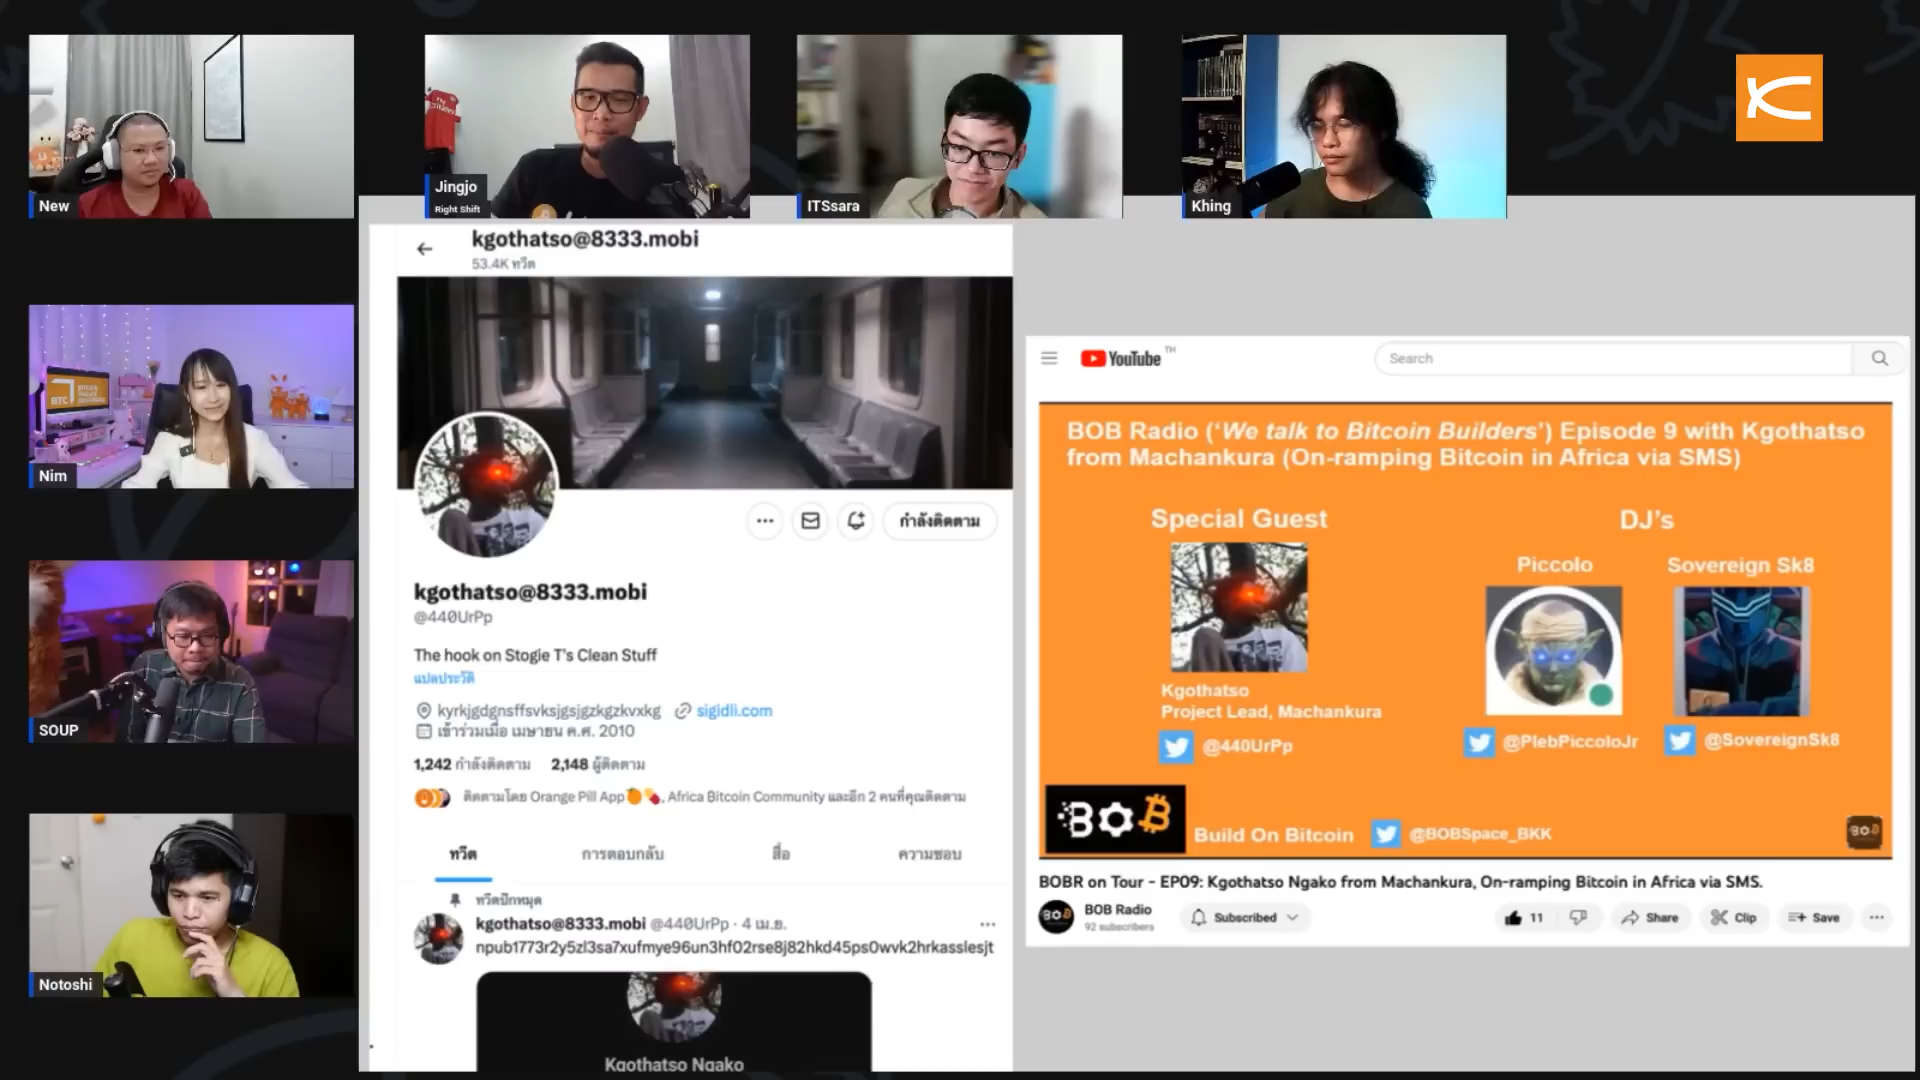 New
Jingjo
Right Shift
ITSsara
Khing
Nim
SOUP
Notoshi
kgothatso@8333.mobi
53.4K ทวีต
กำลังติดตาม
kgothatso@8333.mobi
@440UrPp
The hook on Stogie T's Clean Stuff
แปลประวัติ
kyrkjgdgnsffsvksjgsjgzkgzkvxkg sigidli.com
เข้าร่วมเมื่อ เมษายน ค.ศ. 2010
1,242 กำลังติดตาม 2,148 ผู้ติดตาม
ติดตามโดย Orange Pill App🍊💊, Africa Bitcoin Community และอีก 2 คนที่คุณติดตาม
ทวีต การตอบกลับ สื่อ ความชอบ
ทวีตปักหมุด
kgothatso@8333.mobi @440UrPp · 4 เม.ย.
npub1773r2y5zl3sa7xufmye96un3hf02rse8j82hkd45ps0wvk2hrkasslesjt
Kgothatso Ngako
YouTube TH
Search
BOB Radio ('We talk to Bitcoin Builders') Episode 9 with Kgothatso
from Machankura (On-ramping Bitcoin in Africa via SMS)
Special Guest
DJ's
Piccolo
Sovereign Sk8
Kgothatso
Project Lead, Machankura
@440UrPp
@PlebPiccoloJr
@SovereignSk8
BOB
Build On Bitcoin @BOBSpace_BKK
BOBR on Tour - EP09: Kgothatso Ngako from Machankura, On-ramping Bitcoin in Africa via SMS.
BOB Radio
92 subscribers
Subscribed
11
Share
Clip
Save